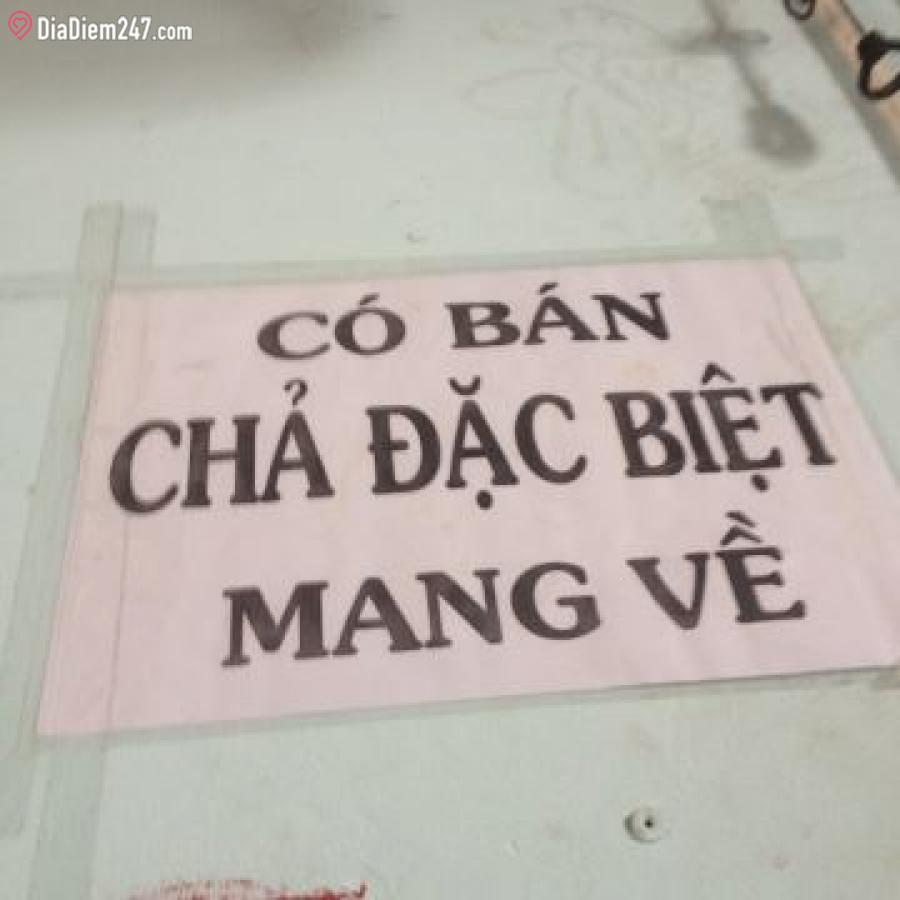 DiaDiem247.com
CÓ BÁN
CHẢ ĐẶC BIỆT
MANG VỀ